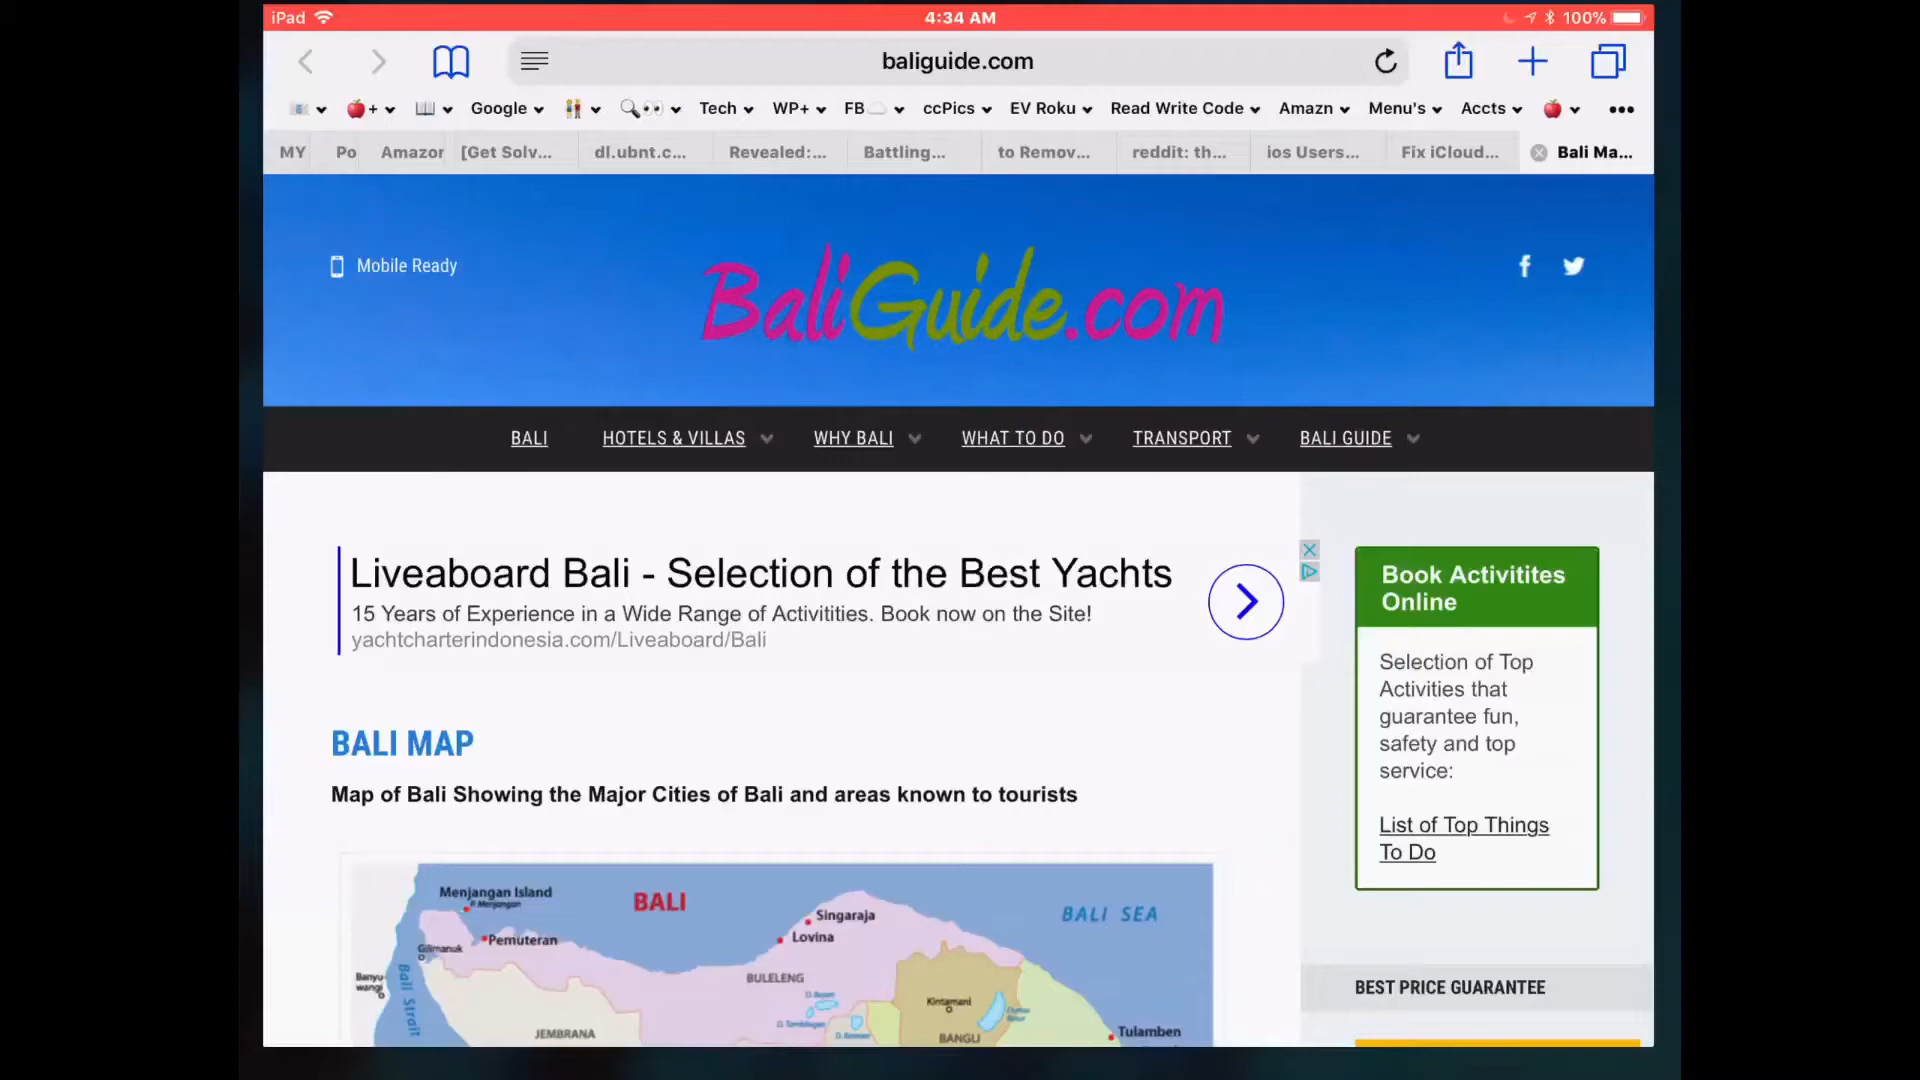 iPad 4:34 AM 100%
baliguide.com
Google Tech WP+ FB ccPics EV Roku Read Write Code Amazn Menu's Accts
MY Po Amazor [Get Solv... dl.ubnt.c... Revealed:... Battling... to Remov... reddit: th... ios Users... Fix iCloud... Bali Ma...
Mobile Ready
BaliGuide.com
BALI HOTELS & VILLAS WHY BALI WHAT TO DO TRANSPORT BALI GUIDE
Liveaboard Bali - Selection of the Best Yachts
15 Years of Experience in a Wide Range of Activitities. Book now on the Site!
yachtcharterindonesia.com/Liveaboard/Bali
Book Activitites
Online
Selection of Top
Activities that
guarantee fun,
safety and top
service:
List of Top Things
To Do
BEST PRICE GUARANTEE
BALI MAP
Map of Bali Showing the Major Cities of Bali and areas known to tourists
Menjangan Island
P. Menjangan
BALI
Singaraja
BALI SEA
Lovina
Pemuteran
Gilimanuk
Banyu-
wangi
Bali Strait
BULELENG
Kintamani
JEMBRANA
BANGLI
Tulamben